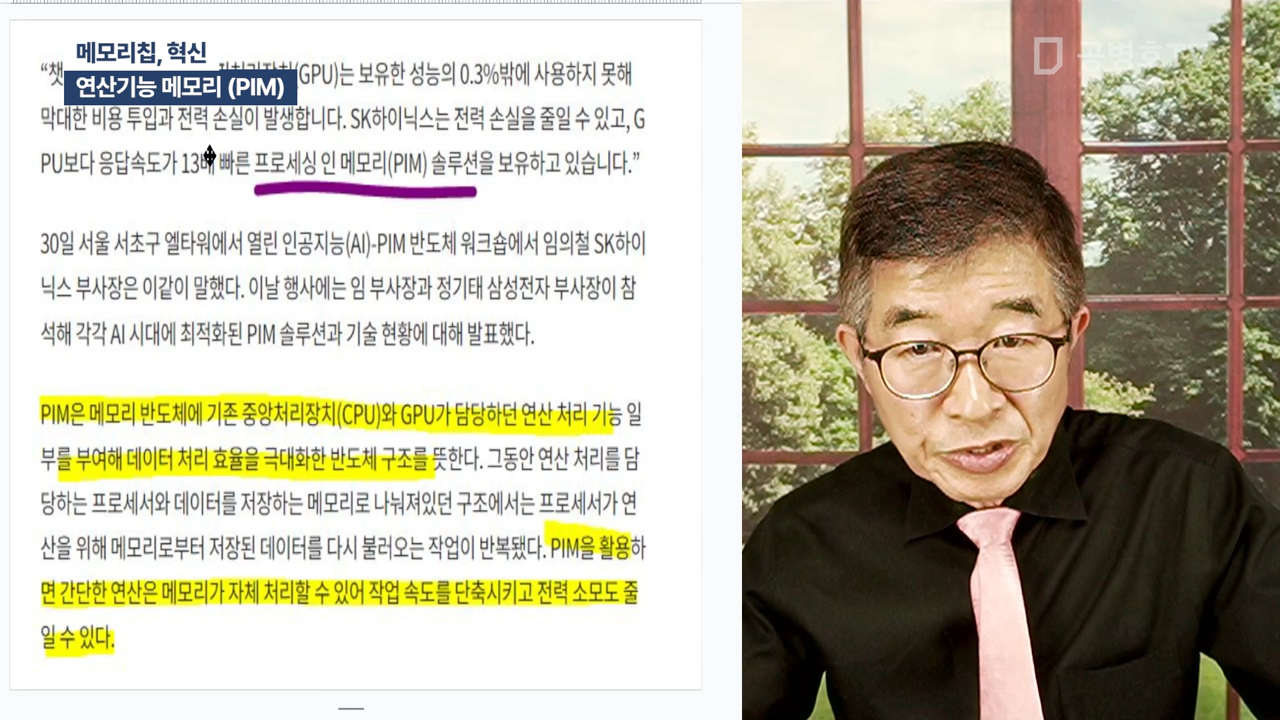 메모리칩, 혁신
연산기능 메모리 (PIM)
“챗 (GPU)는 보유한 성능의 0.3%밖에 사용하지 못해
막대한 비용 투입과 전력 손실이 발생합니다. SK하이닉스는 전력 손실을 줄일 수 있고, G
PU보다 응답속도가 13배 빠른 프로세싱 인 메모리(PIM) 솔루션을 보유하고 있습니다.”
30일 서울 서초구 엘타워에서 열린 인공지능(AI)-PIM 반도체 워크숍에서 임의철 SK하이
닉스 부사장은 이같이 말했다. 이날 행사에는 임 부사장과 정기태 삼성전자 부사장이 참
석해 각각 AI 시대에 최적화된 PIM 솔루션과 기술 현황에 대해 발표했다.
PIM은 메모리 반도체에 기존 중앙처리장치(CPU)와 GPU가 담당하던 연산 처리 기능 일
부를 부여해 데이터 처리 효율을 극대화한 반도체 구조를 뜻한다. 그동안 연산 처리를 담
당하는 프로세서와 데이터를 저장하는 메모리로 나눠져있던 구조에서는 프로세서가 연
산을 위해 메모리로부터 저장된 데이터를 다시 불러오는 작업이 반복됐다. PIM을 활용하
면 간단한 연산은 메모리가 자체 처리할 수 있어 작업 속도를 단축시키고 전력 소모도 줄
일 수 있다.
공병호TV